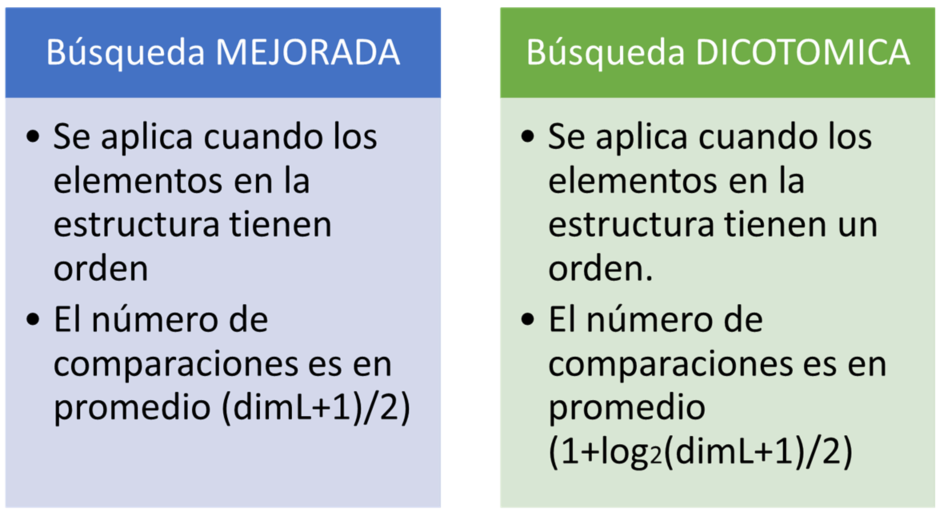 Búsqueda MEJORADA
• Se aplica cuando los
elementos en la
estructura tienen
orden
• El número de
comparaciones es en
promedio (dimL+1)/2)
Búsqueda DICOTOMICA
• Se aplica cuando los
elementos en la
estructura tienen un
orden.
• El número de
comparaciones es en
promedio
(1+log2(dimL+1)/2)